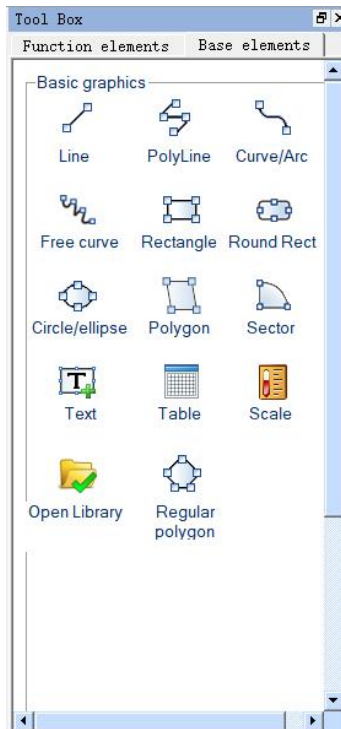 Tool Box
Function elements Base elements
Basic graphics
Line PolyLine Curve/Arc
Free curve Rectangle Round Rect
Circle/ellipse Polygon Sector
T
Text Table Scale
Open Library Regular
polygon